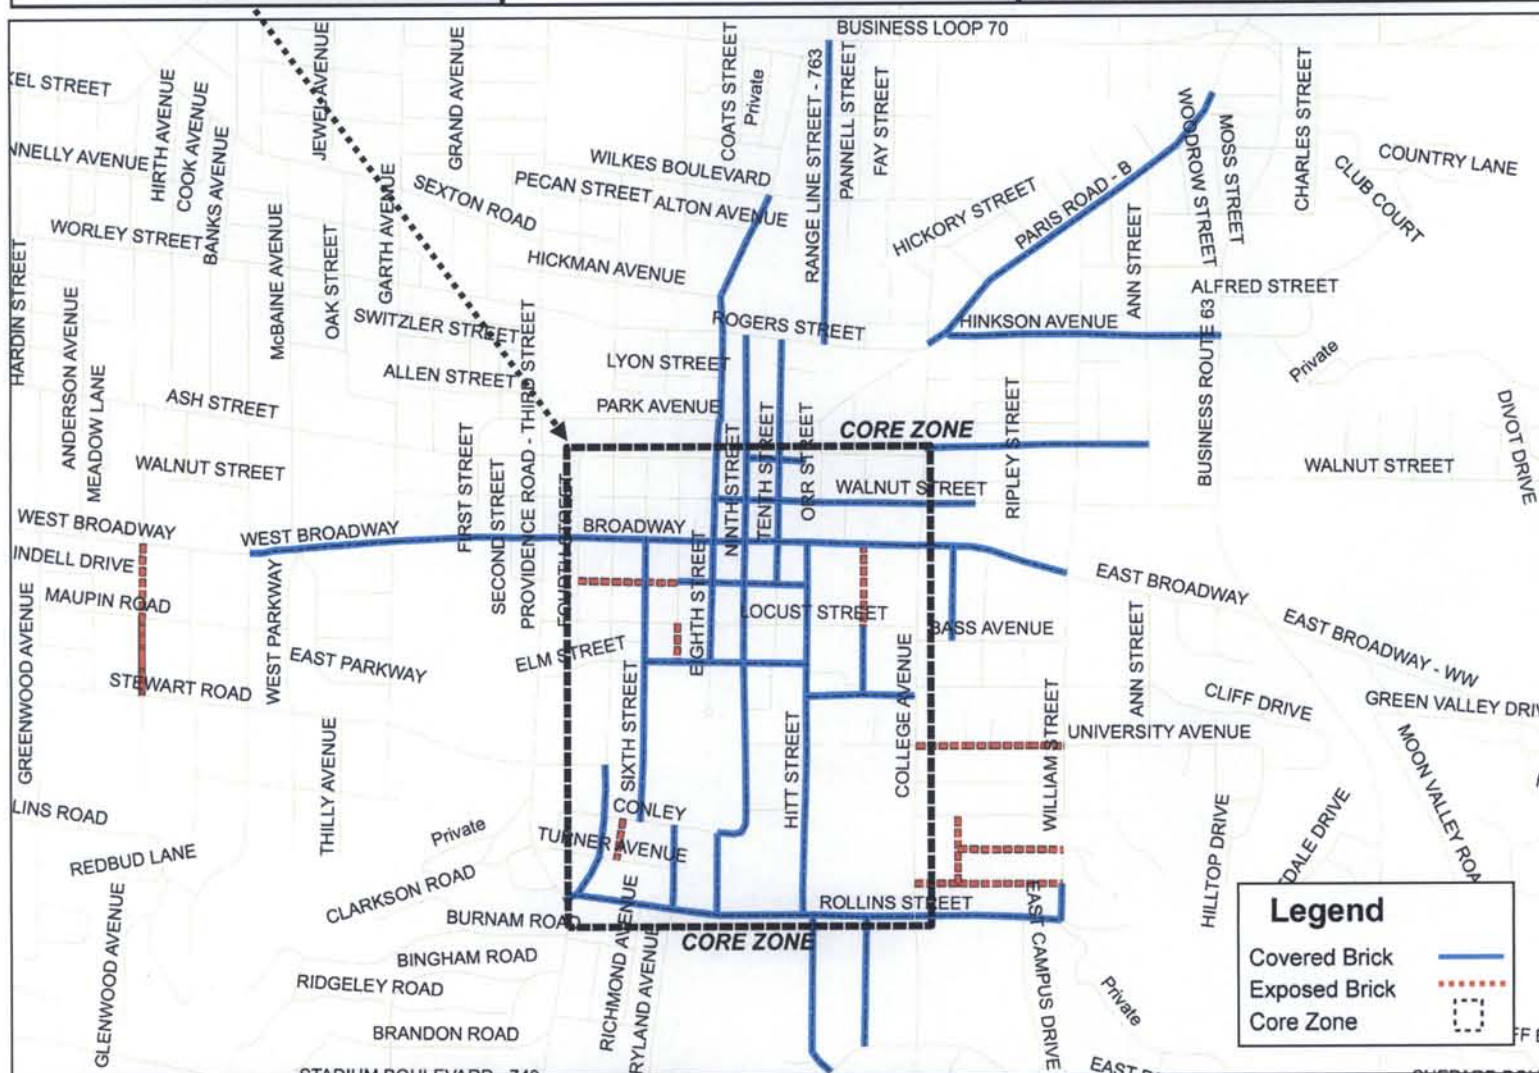 BUSINESS LOOP 70
KEL STREET
HIRTH AVENUE
COOK AVENUE
BANKS AVENUE
JEWEL AVENUE
GRAND AVENUE
COATS STREET
Private
RANGE LINE STREET - 763
PANNELL STREET
FAY STREET
WOODROW STREET
MOSS STREET
CHARLES STREET
COUNTRY LANE
CLUB COURT
NNELLY AVENUE
WILKES BOULEVARD
PECAN STREET
ALTON AVENUE
SEXTON ROAD
GARTH AVENUE
HICKORY STREET
PARIS ROAD - B
WORLEY STREET
McBAINE AVENUE
OAK STREET
HICKMAN AVENUE
ANN STREET
ALFRED STREET
HARDIN STREET
ANDERSON AVENUE
MEADOW LANE
SWITZLER STREET
ROGERS STREET
HINKSON AVENUE
BUSINESS ROUTE 63
Private
LYON STREET
ALLEN STREET
ASH STREET
PARK AVENUE
PROVIDENCE ROAD - THIRD STREET
CORE ZONE
RIPLEY STREET
DIVOT DRIVE
WALNUT STREET
FIRST STREET
SECOND STREET
FOURTH STREET
NINTH STREET
TENTH STREET
ORR STREET
WALNUT STREET
WALNUT STREET
WEST BROADWAY
WEST BROADWAY
BROADWAY
INDELL DRIVE
MAUPIN ROAD
GREENWOOD AVENUE
WEST PARKWAY
EAST PARKWAY
STEWART ROAD
ELM STREET
EIGHTH STREET
LOCUST STREET
BASS AVENUE
EAST BROADWAY
EAST BROADWAY - WW
ANN STREET
CLIFF DRIVE
GREEN VALLEY DRIV
SIXTH STREET
HITT STREET
COLLEGE AVENUE
WILLIAM STREET
UNIVERSITY AVENUE
MOON VALLEY ROA
THILLY AVENUE
LINS ROAD
REDBUD LANE
Private
CONLEY
TURNER AVENUE
HILLTOP DRIVE
EDALE DRIVE
CLARKSON ROAD
BURNAM ROAD
ROLLINS STREET
CORE ZONE
GLENWOOD AVENUE
BINGHAM ROAD
RIDGELEY ROAD
BRANDON ROAD
RICHMOND AVENUE
RYLAND AVENUE
EAST CAMPUS DRIVE
Private
Legend
Covered Brick
Exposed Brick
Core Zone
STADIUM BOULEVARD - 740